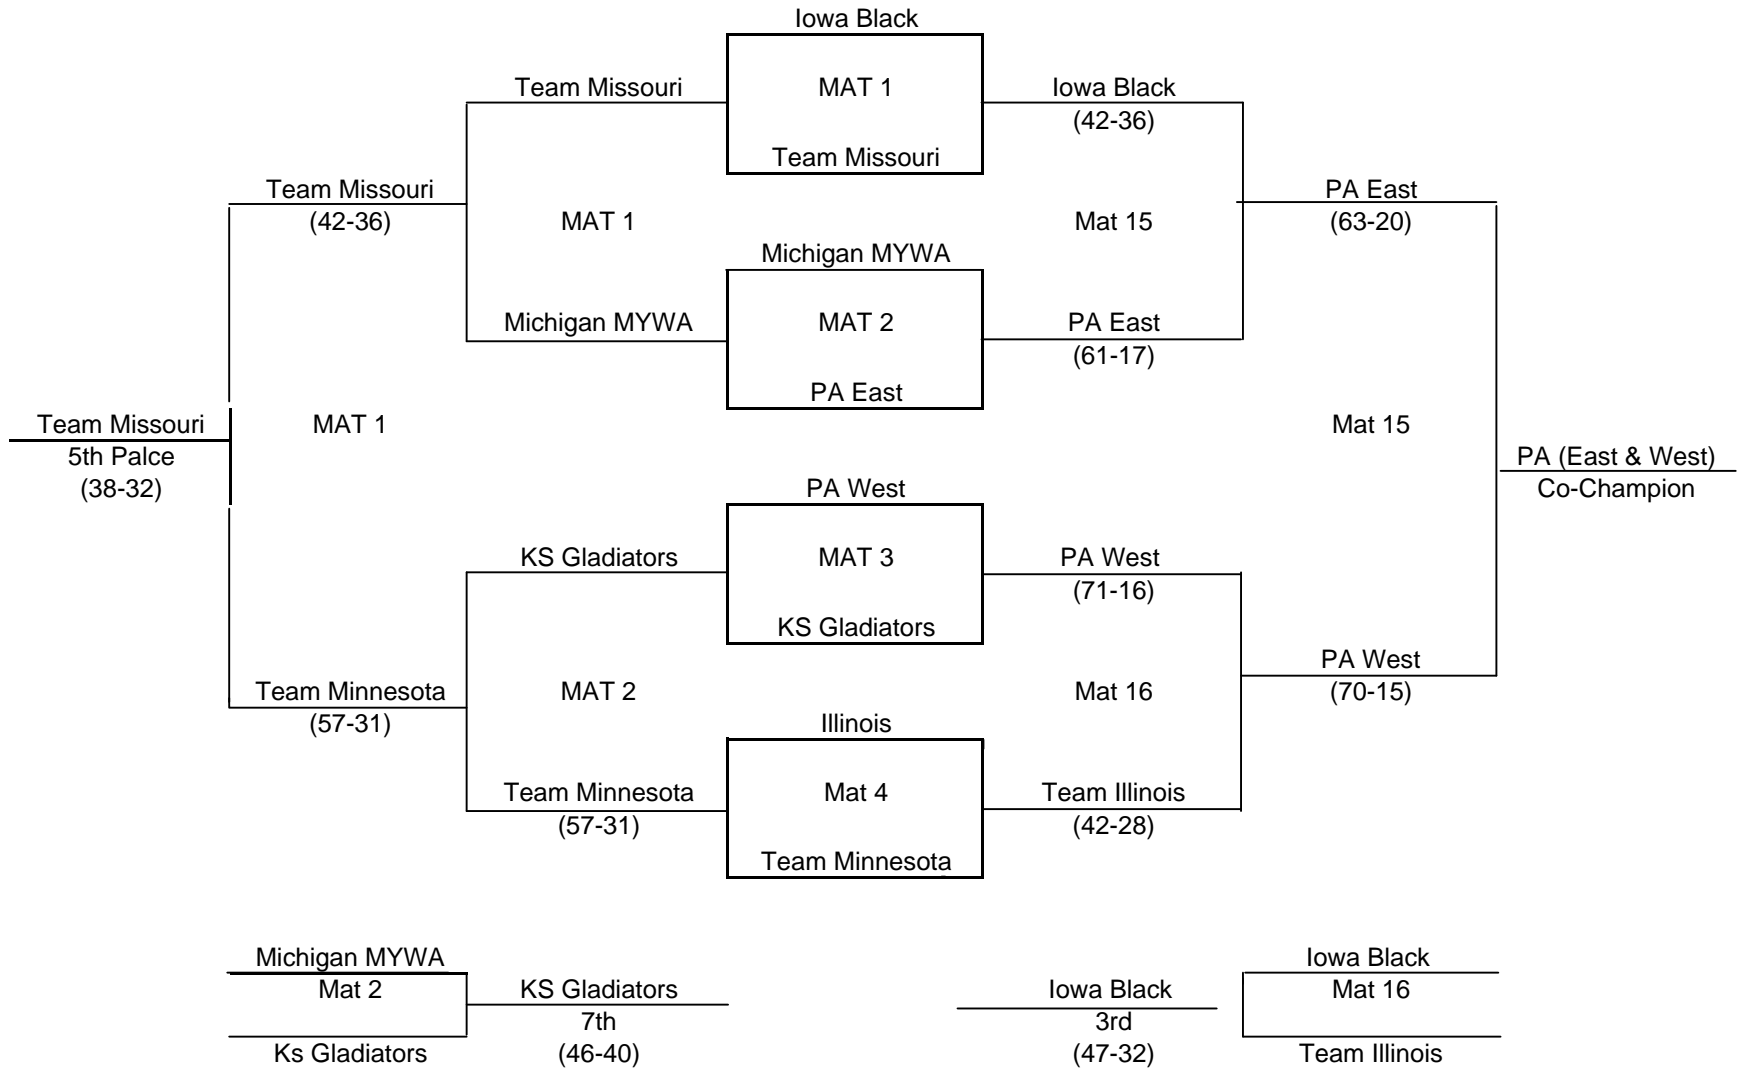 Iowa Black
Team Missouri
MAT 1
Iowa Black
(42-36)
Team Missouri
Team Missouri
PA East
(42-36)
MAT 1
Mat 15
(63-20)
Michigan MYWA
Michigan MYWA
MAT 2
PA East
(61-17)
PA East
Team Missouri
MAT 1
Mat 15
5th Palce
PA (East & West)
(38-32)
PA West
Co-Champion
KS Gladiators
MAT 3
PA West
(71-16)
KS Gladiators
PA West
Team Minnesota
MAT 2
Mat 16
(70-15)
(57-31)
Illinois
Team Minnesota
Mat 4
Team Illinois
(57-31)
(42-28)
Team Minnesota
Michigan MYWA
Iowa Black
Mat 2
KS Gladiators
Iowa Black
Mat 16
7th
3rd
Ks Gladiators
(46-40)
(47-32)
Team Illinois